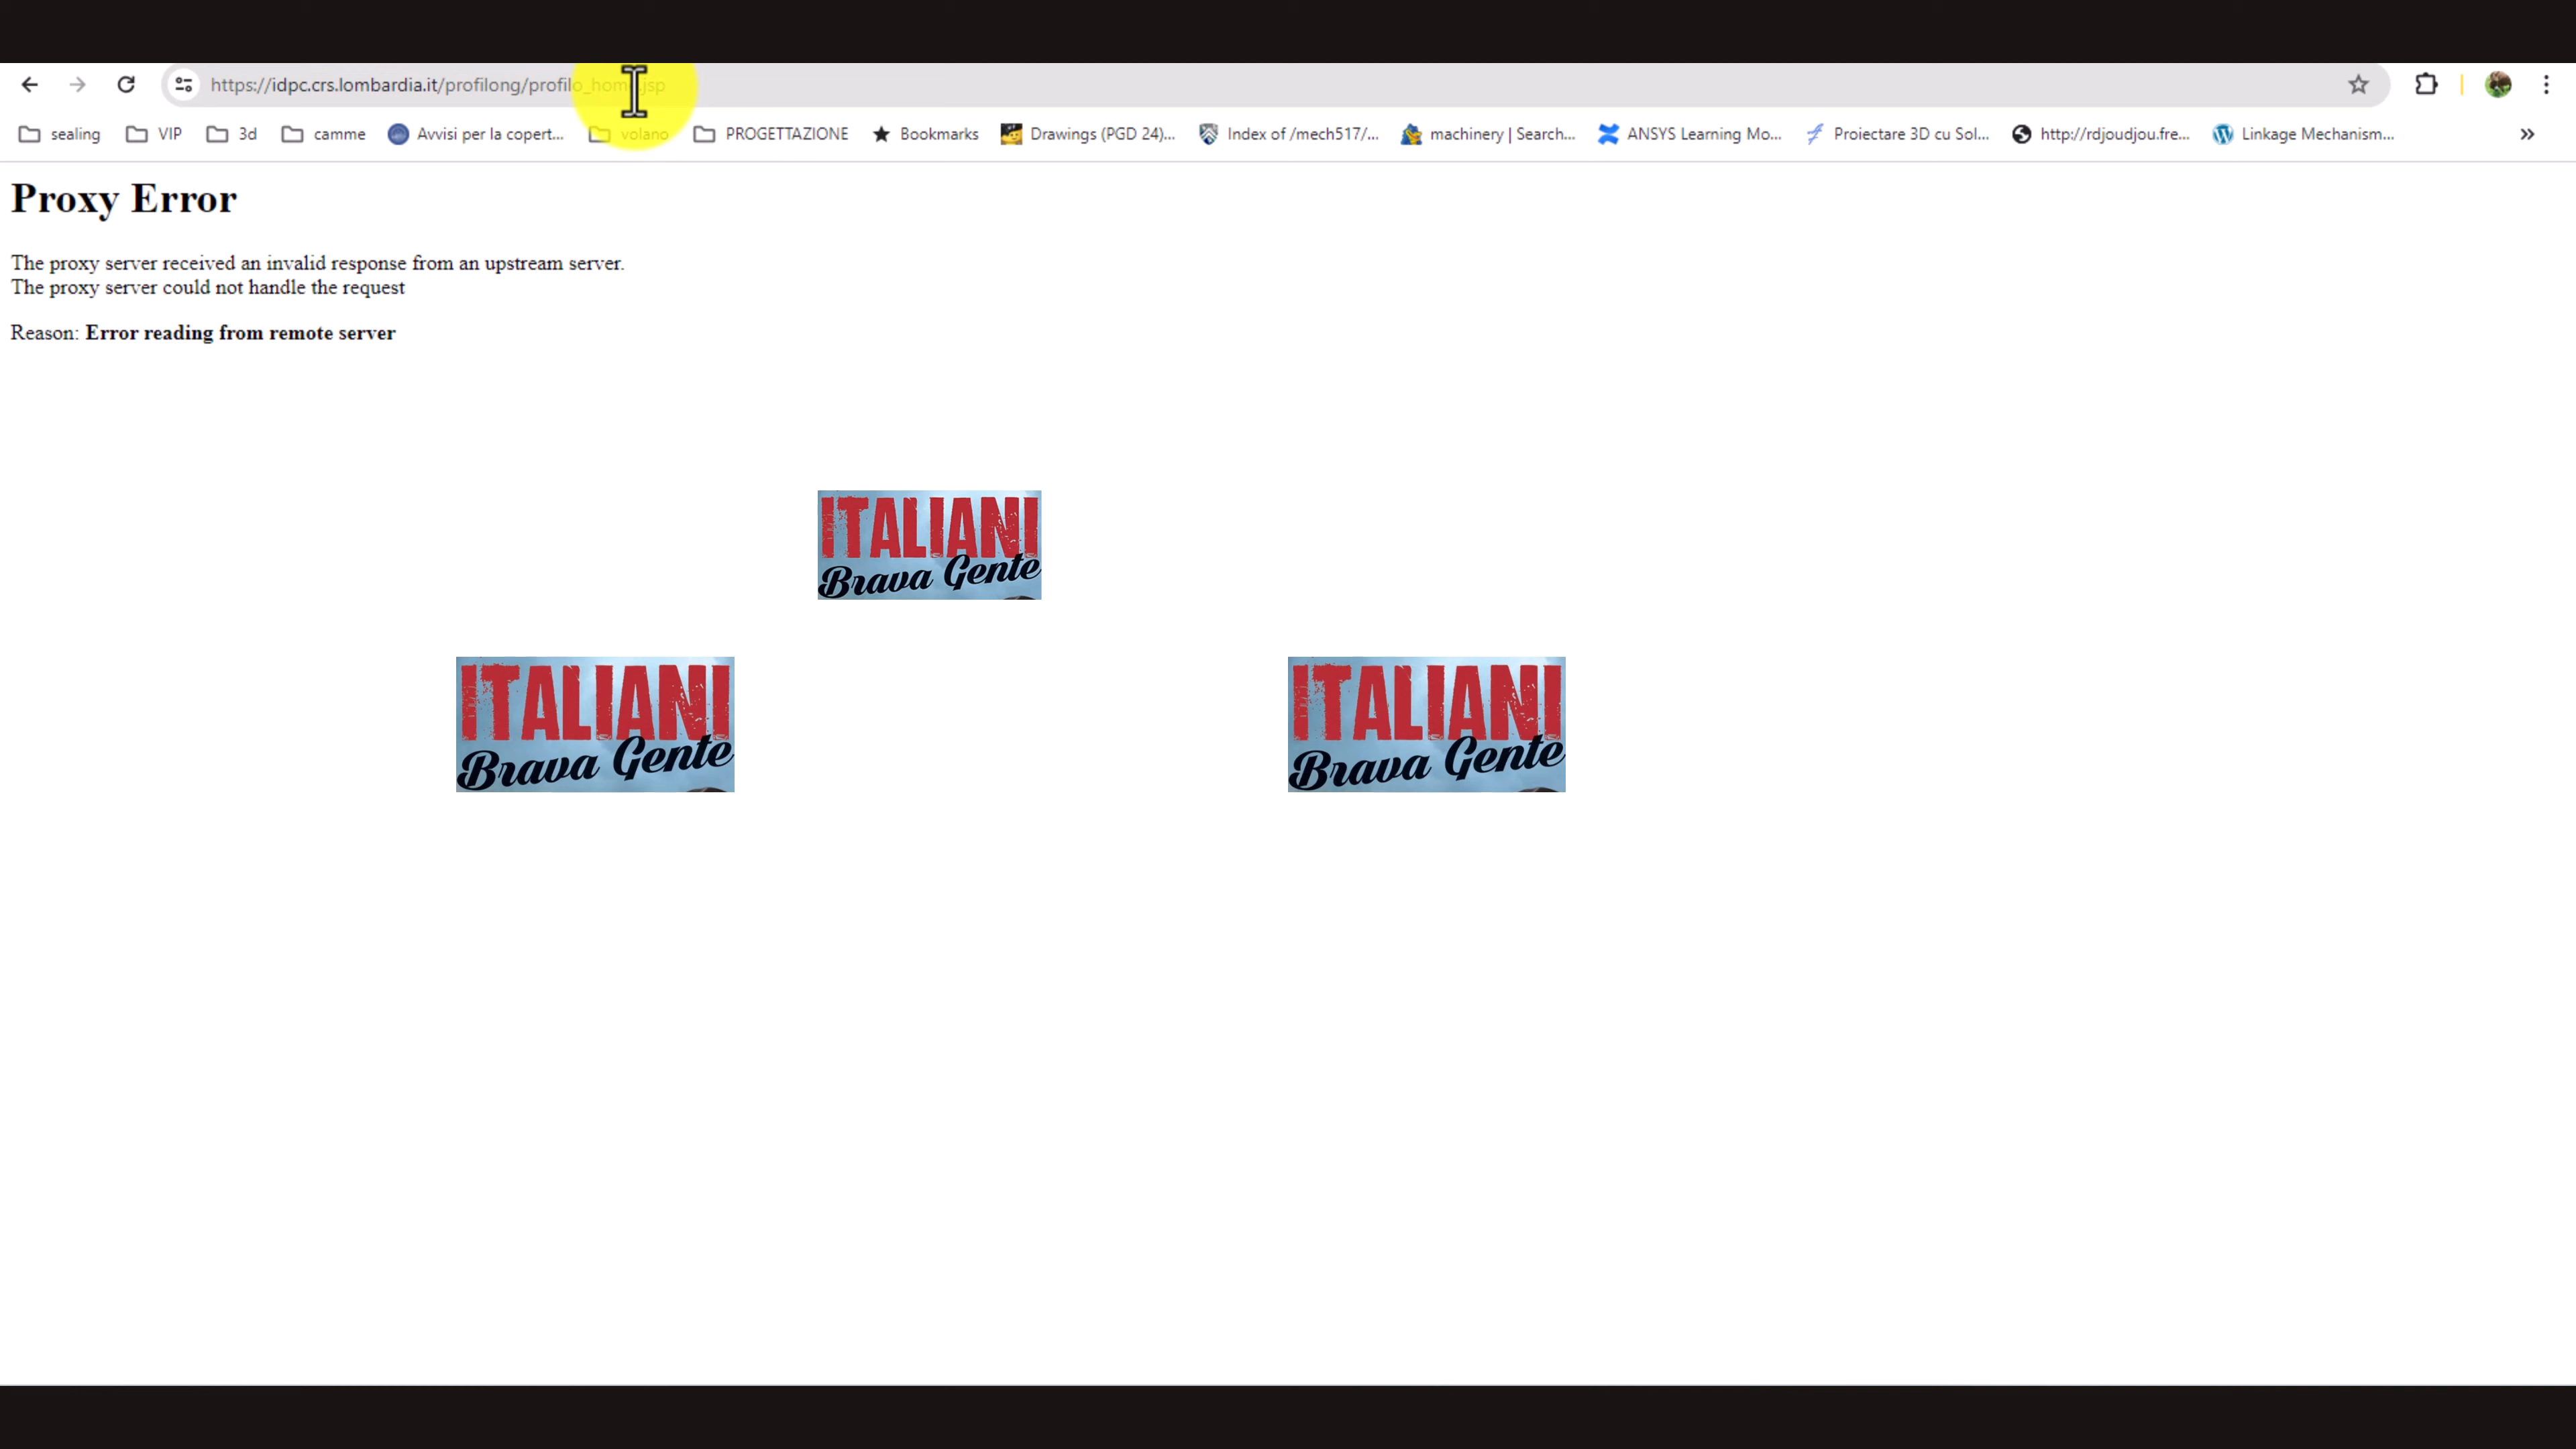 https://idpc.crs.lombardia.it/profilong/profilo_home.jsp
sealing VIP 3d camme Avvisi per la copert... volano PROGETTAZIONE Bookmarks Drawings (PGD 24)... Index of /mech517/... machinery | Search... ANSYS Learning Mo... Proiectare 3D cu Sol... http://rdjoudjou.fre... Linkage Mechanism... »
Proxy Error
The proxy server received an invalid response from an upstream server.
The proxy server could not handle the request
Reason: Error reading from remote server
ITALIANI
Brava Gente
ITALIANI
Brava Gente
ITALIANI
Brava Gente